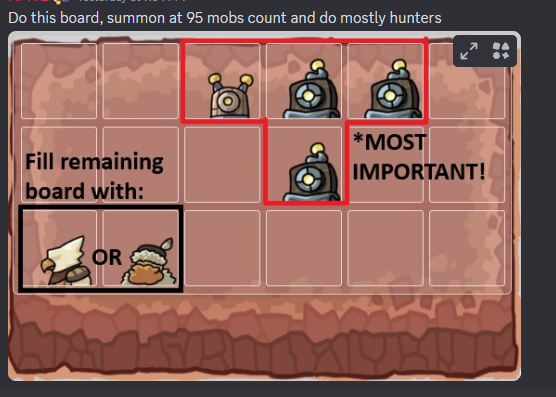 Do this board, summon at 95 mobs count and do mostly hunters
*MOST
IMPORTANT!
Fill remaining
board with:
OR